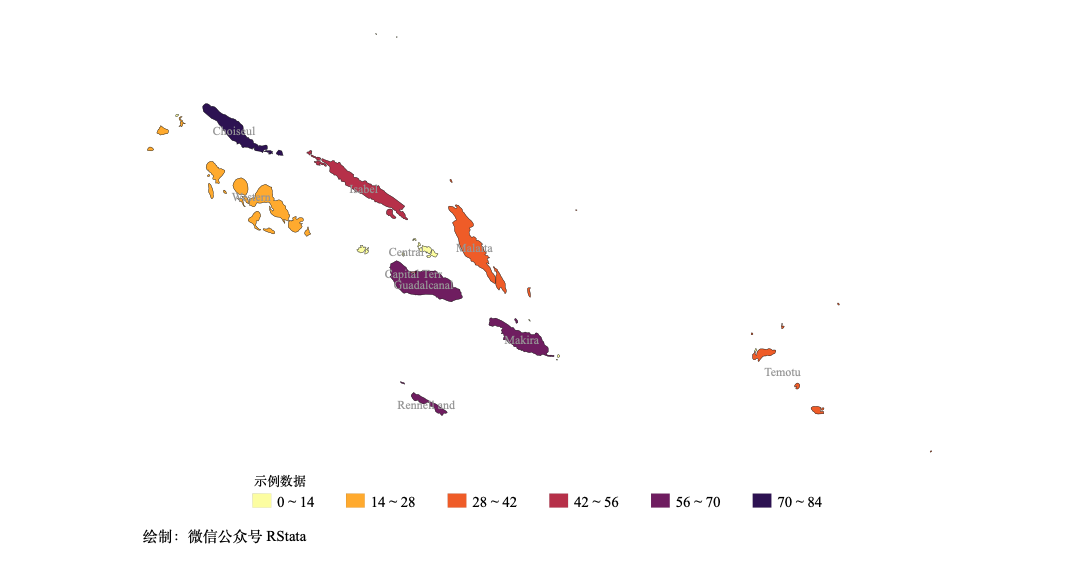 Choiseul
Isabel
Western
Malaita
Central
Capital Terr
Guadalcanal
Makira
Temotu
Rennell and
示例数据
0 ~ 14
14 ~ 28
28 ~ 42
42 ~ 56
56 ~ 70
70 ~ 84
绘制：微信公众号 RStata